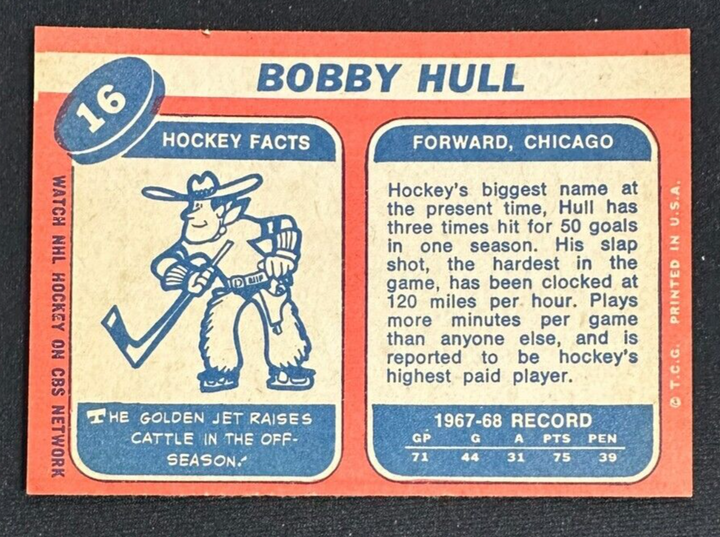 BOBBY HULL
16
HOCKEY FACTS
THE GOLDEN JET RAISES
CATTLE IN THE OFF-
SEASON.
FORWARD, CHICAGO
Hockey's biggest name at
the present time, Hull has
three times hit for 50 goals
in one season. His slap
shot, the hardest in the
game, has been clocked at
120 miles per hour. Plays
more minutes per game
than anyone else, and is
reported to be hockey's
highest paid player.
1967-68 RECORD
GP G A PTS PEN
71 44 31 75 39
WATCH NHL HOCKEY ON CBS NETWORK
© T.C.G. PRINTED IN U.S.A.